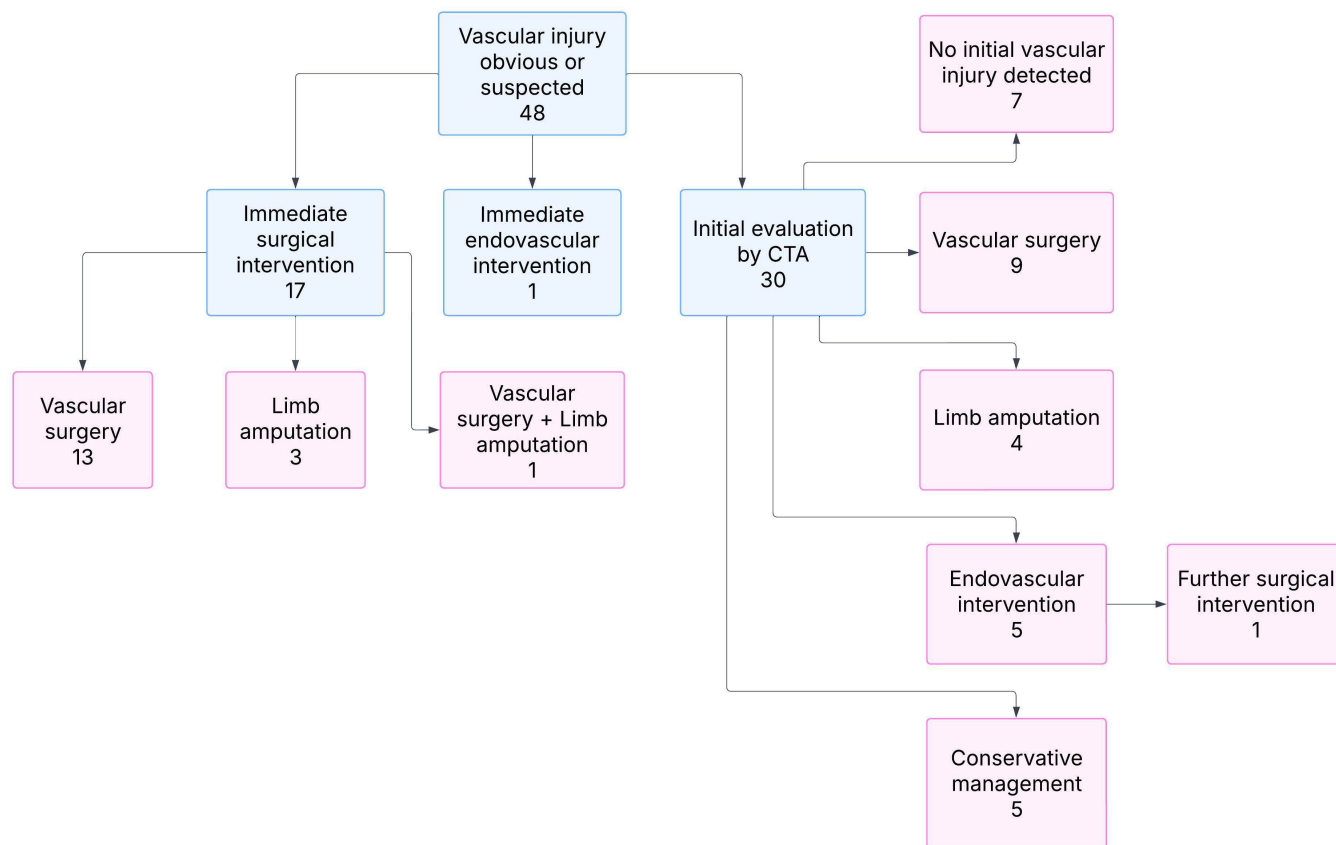 Vascular injury
obvious or
suspected
48
No initial vascular
injury detected
7
Immediate
surgical
intervention
17
Immediate
endovascular
intervention
1
Initial evaluation
by CTA
30
Vascular surgery
9
Vascular
surgery
13
Limb
amputation
3
Vascular
surgery + Limb
amputation
1
Limb amputation
4
Endovascular
intervention
5
Further surgical
intervention
1
Conservative
management
5